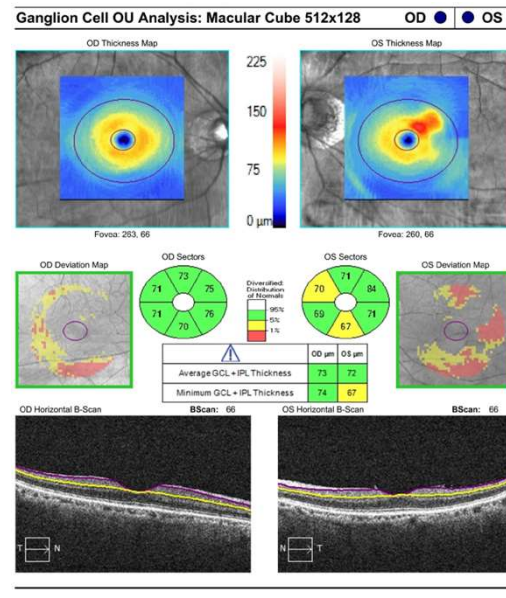 Ganglion Cell OU Analysis: Macular Cube 512x128 OD OS
OD Thickness Map
OS Thickness Map
225
150
75
0 µm
Fovea: 263, 66
Fovea: 260, 66
OD Deviation Map
OD Sectors
OS Sectors
OS Deviation Map
73
71
75
71
76
70
71
70
84
69
71
67
Diversified:
Distribution
of Normals
95%
5%
1%
OD µm OS µm
Average GCL + IPL Thickness 73 72
Minimum GCL + IPL Thickness 74 67
OD Horizontal B-Scan BScan: 66
OS Horizontal B-Scan BScan: 66
T N
N T